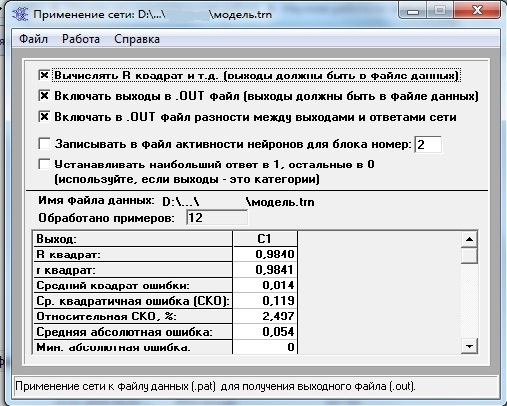 Применение сети: D:\...\ \модель.trn
Файл Работа Справка
Вычислять R квадрат и т.д. (выходы должны быть в файле данных)
Включать выходы в .OUT файл (выходы должны быть в файле данных)
Включать в .OUT файл разности между выходами и ответами сети
Записывать в файл активности нейронов для блока номер: 2
Устанавливать наибольший ответ в 1, остальные в 0
(используйте, если выходы - это категории)
Имя файла данных: D:\...\ \модель.trn
Обработано примеров: 12
Выход: C1
R квадрат: 0,9840
r квадрат: 0,9841
Средний квадрат ошибки: 0,014
Ср. квадратичная ошибка (СКО): 0,119
Относительная СКО, %: 2,497
Средняя абсолютная ошибка: 0,054
Мин. абсолютная ошибка: 0
Применение сети к файлу данных (.pat) для получения выходного файла (.out).